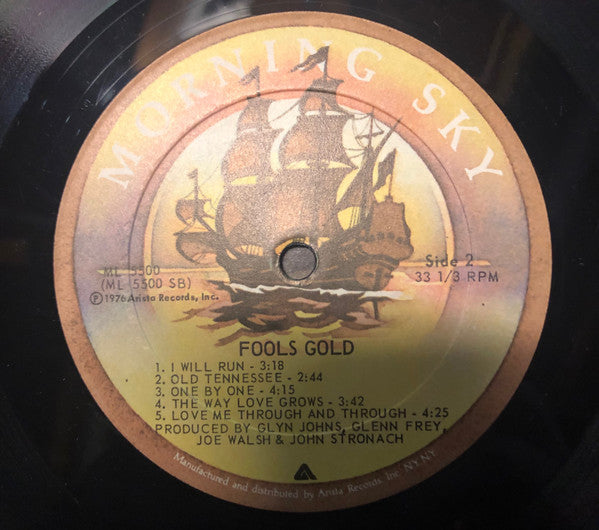 MORNING SKY
ML 5500
(ML 5500 SB)
Ⓟ1976 Arista Records, Inc.
Side 2
33 1/3 RPM
FOOLS GOLD
1. I WILL RUN - 3:18
2. OLD TENNESSEE - 2:44
3. ONE BY ONE - 4:15
4. THE WAY LOVE GROWS - 3:42
5. LOVE ME THROUGH AND THROUGH - 4:25
PRODUCED BY GLYN JOHNS, GLENN FREY,
JOE WALSH & JOHN STRONACH
Manufactured and distributed by Arista Records Inc NY. NY